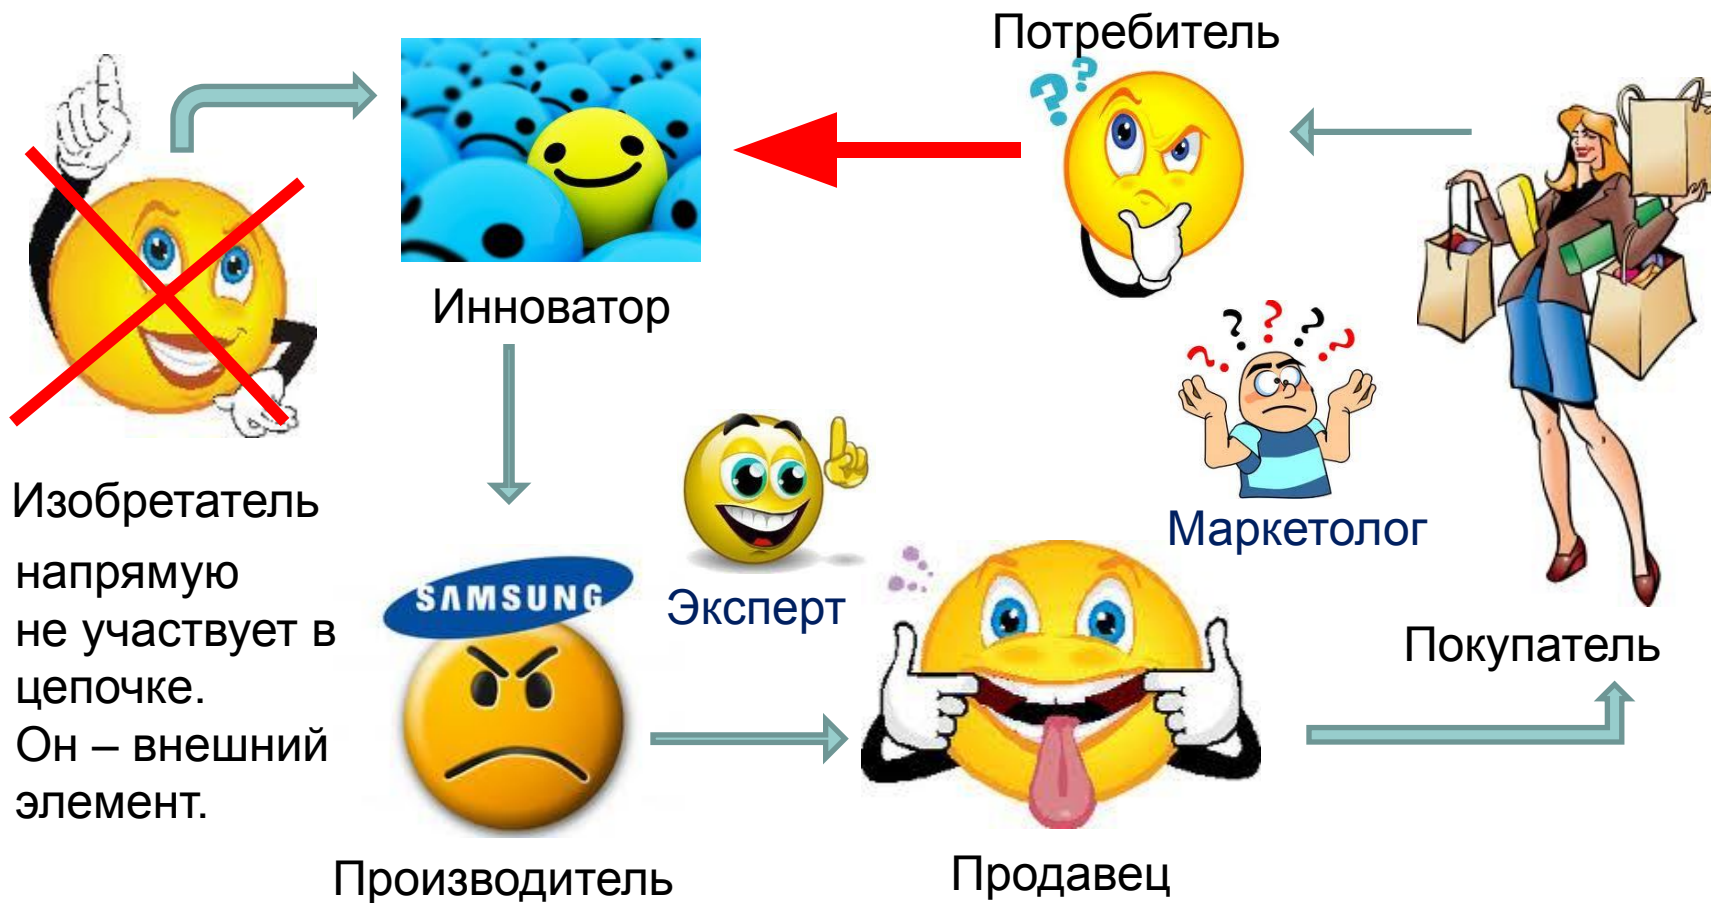 Потребитель
Инноватор
Изобретатель
напрямую
не участвует в
цепочке.
Он – внешний
элемент.
Маркетолог
Эксперт
SAMSUNG
Покупатель
Производитель
Продавец